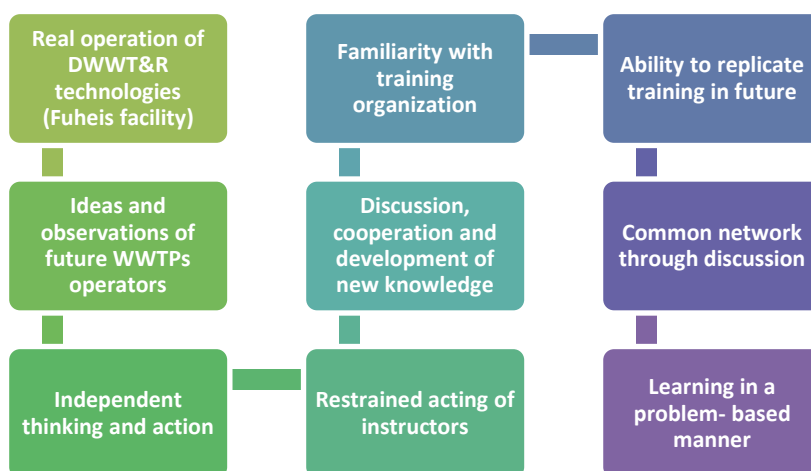 Real operation of
DWWT&R
technologies
(Fuheis facility)
Ideas and
observations of
future WWTPs
operators
Independent
thinking and action
Restrained acting of
instructors
Discussion,
cooperation and
development of
new knowledge
Familiarity with
training
organization
Ability to replicate
training in future
Common network
through discussion
Learning in a
problem- based
manner